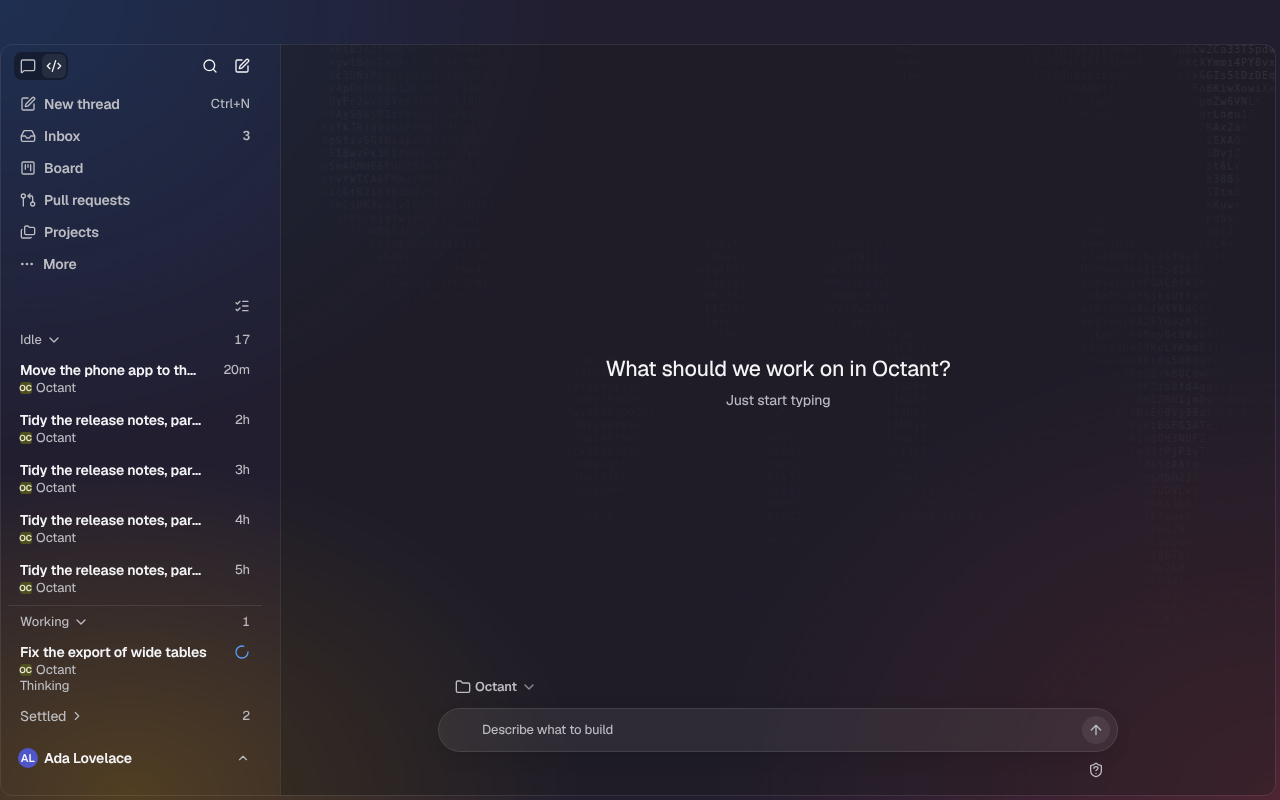 New thread Ctrl+N
Inbox 3
Board
Pull requests
Projects
More
Idle 17
Move the phone app to th... 20m
OC Octant
Tidy the release notes, par... 2h
OC Octant
Tidy the release notes, par... 3h
OC Octant
Tidy the release notes, par... 4h
OC Octant
Tidy the release notes, par... 5h
OC Octant
Working 1
Fix the export of wide tables
OC Octant
Thinking
Settled 2
AL Ada Lovelace
What should we work on in Octant?
Just start typing
Octant
Describe what to build